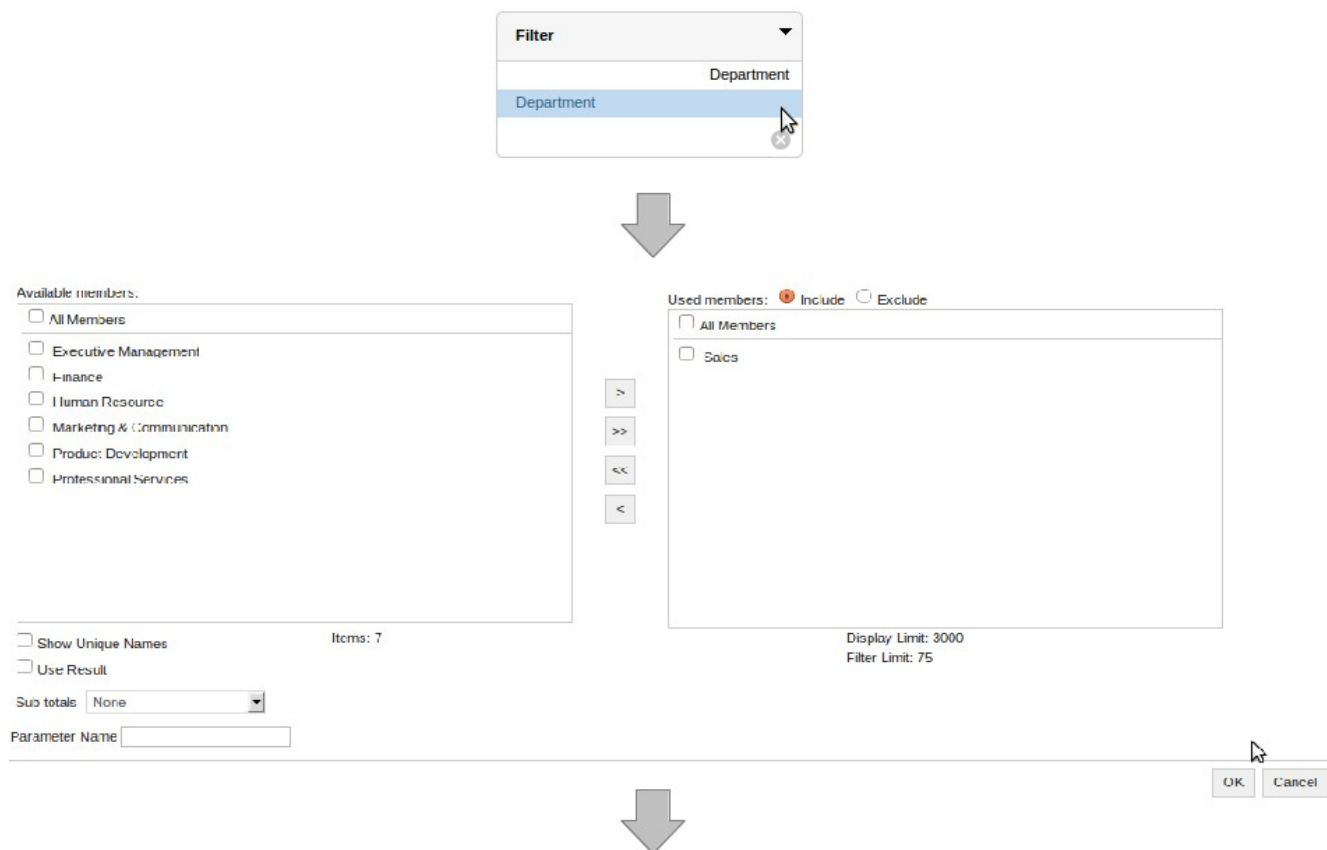 Filter
Department
Department
Available members:
All Members
Executive Management
Finance
Human Resource
Marketing & Communication
Product Development
Professional Services
>
>>
<<
<
Used members: Include Exclude
All Members
Sales
Show Unique Names
Items: 7
Display Limit: 3000
Filter Limit: 75
Use Result
Sub totals None
Parameter Name
OK Cancel